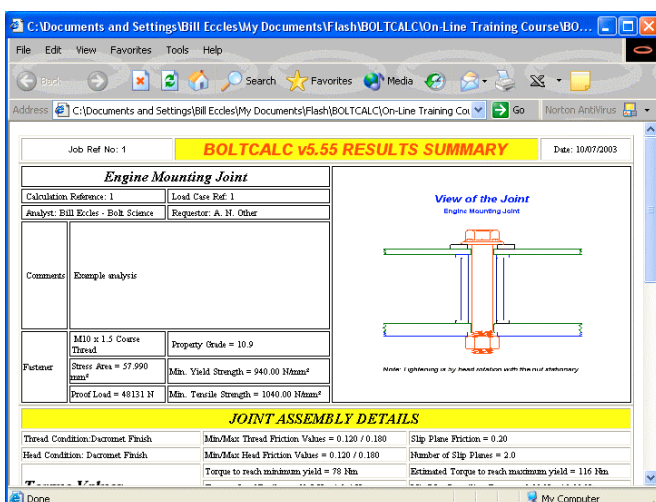 C:\Documents and Settings\Bill Eccles\My Documents\Flash\BOLTCALC\On-Line Training Course\BO...
File Edit View Favorites Tools Help
Back Search Favorites Media
Address C:\Documents and Settings\Bill Eccles\My Documents\Flash\BOLTCALC\On-Line Training Cou Go Norton AntiVirus
Job Ref No: 1 BOLTCALC v5.55 RESULTS SUMMARY Date: 10/07/2003
Engine Mounting Joint
Calculation Reference: 1 Load Case Ref: 1
Analyst: Bill Eccles - Bolt Science Requestor: A. N. Other
View of the Joint
Engine Mounting Joint
Comments Example analysis
Fastener
M10 x 1.5 Coarse Thread Property Grade = 10.9
Stress Area = 57.990 mm² Min. Yield Strength = 940.00 N/mm²
Proof Load = 48131 N Min. Tensile Strength = 1040.00 N/mm²
Note: Tightening is by head rotation with the nut stationary
JOINT ASSEMBLY DETAILS
Thread Condition:Dacromet Finish Min/Max Thread Friction Values = 0.120 / 0.180 Slip Plane Friction = 0.20
Head Condition: Dacromet Finish Min/Max Head Friction Values = 0.120 / 0.180 Number of Slip Planes = 2.0
Torque to reach minimum yield = 78 Nm Estimated Torque to reach maximum yield = 116 Nm
Torque Values
Done My Computer